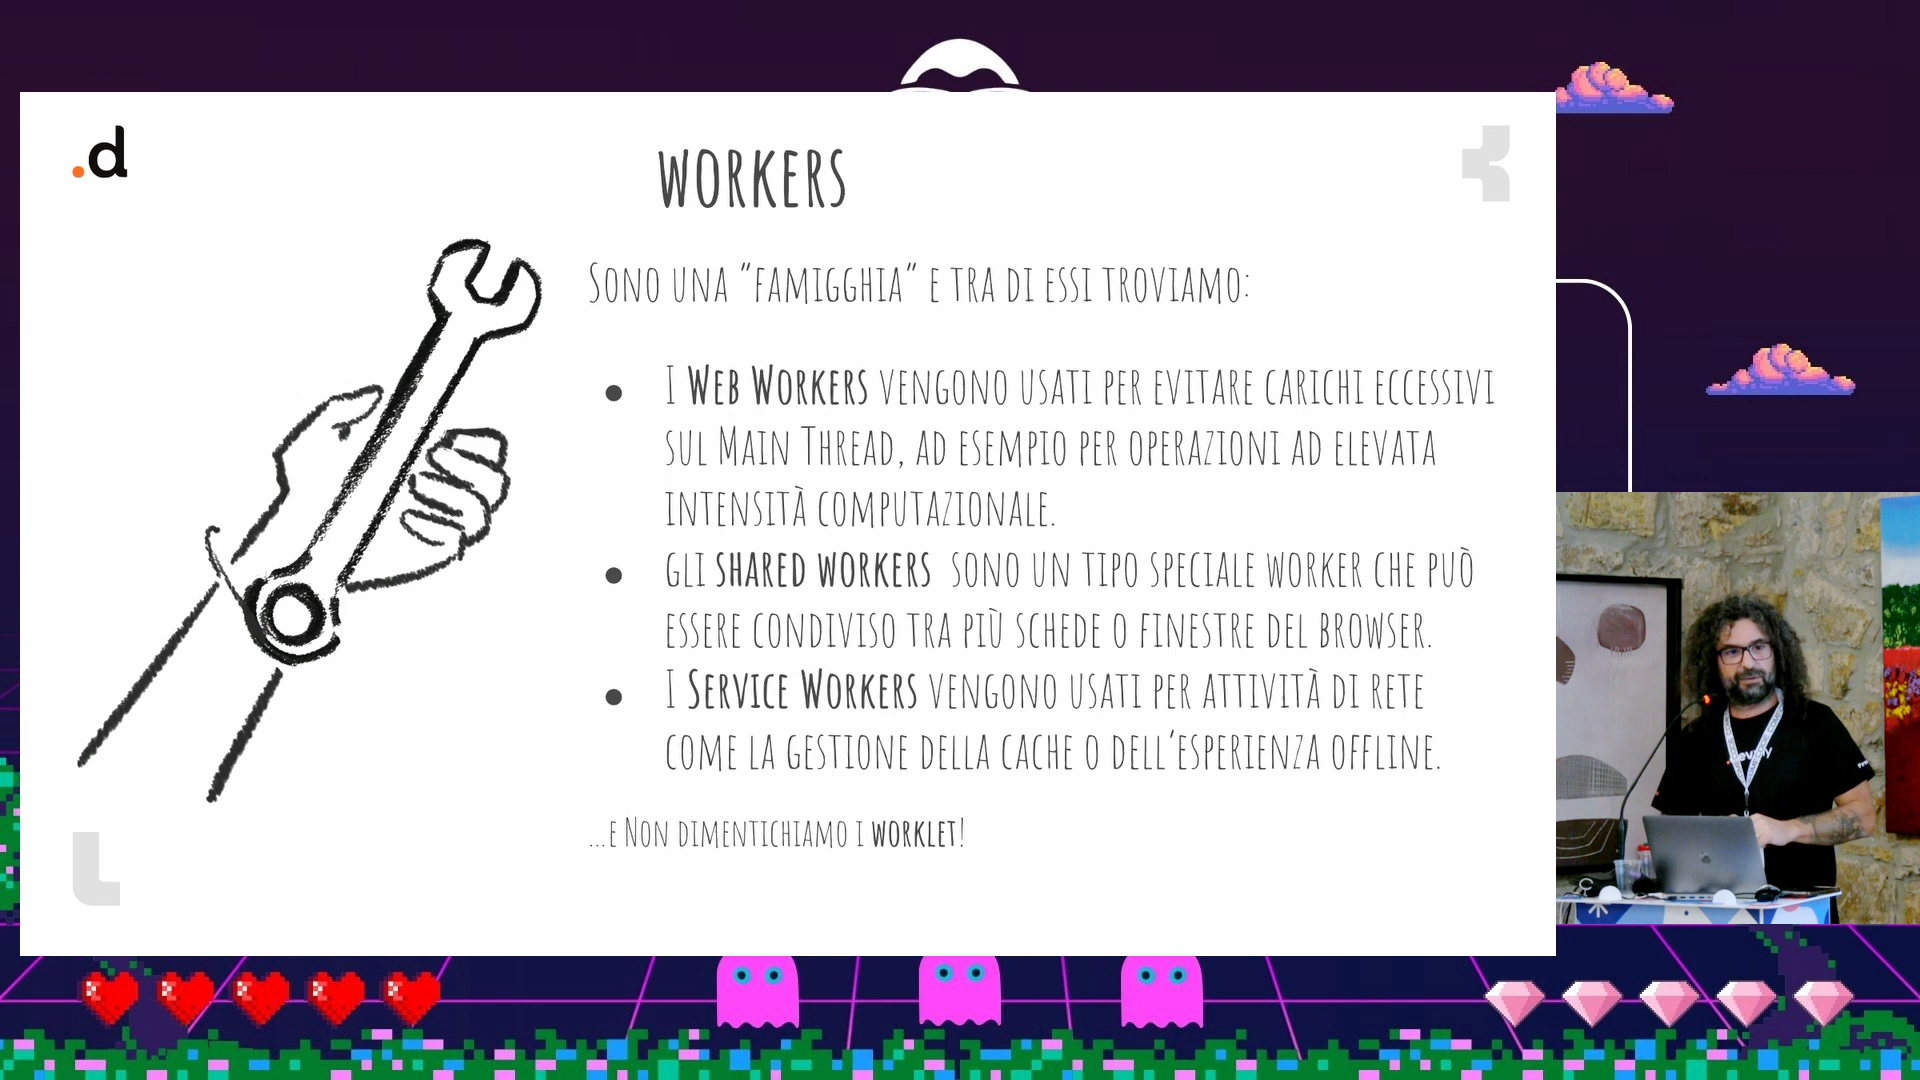 .d
WORKERS
SONO UNA "FAMIGGHIA" E TRA DI ESSI TROVIAMO:
● I WEB WORKERS VENGONO USATI PER EVITARE CARICHI ECCESSIVI
SUL MAIN THREAD, AD ESEMPIO PER OPERAZIONI AD ELEVATA
INTENSITÀ COMPUTAZIONALE.
● GLI SHARED WORKERS SONO UN TIPO SPECIALE WORKER CHE PUÒ
ESSERE CONDIVISO TRA PIÙ SCHEDE O FINESTRE DEL BROWSER.
● I SERVICE WORKERS VENGONO USATI PER ATTIVITÀ DI RETE
COME LA GESTIONE DELLA CACHE O DELL'ESPERIENZA OFFLINE.
...E NON DIMENTICHIAMO I WORKLET!